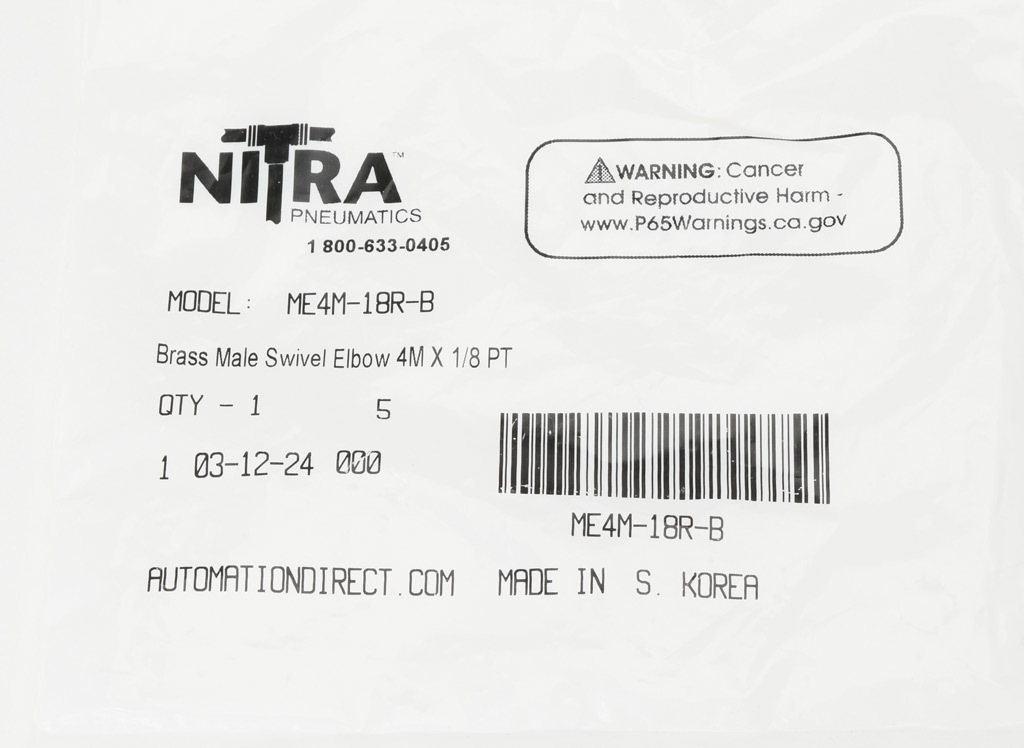 NITRA™
PNEUMATICS
1 800-633-0405
⚠WARNING: Cancer
and Reproductive Harm -
www.P65Warnings.ca.gov
MODEL: ME4M-18R-B
Brass Male Swivel Elbow 4M X 1/8 PT
QTY - 1 5
1 03-12-24 000
ME4M-18R-B
AUTOMATIONDIRECT.COM MADE IN S. KOREA